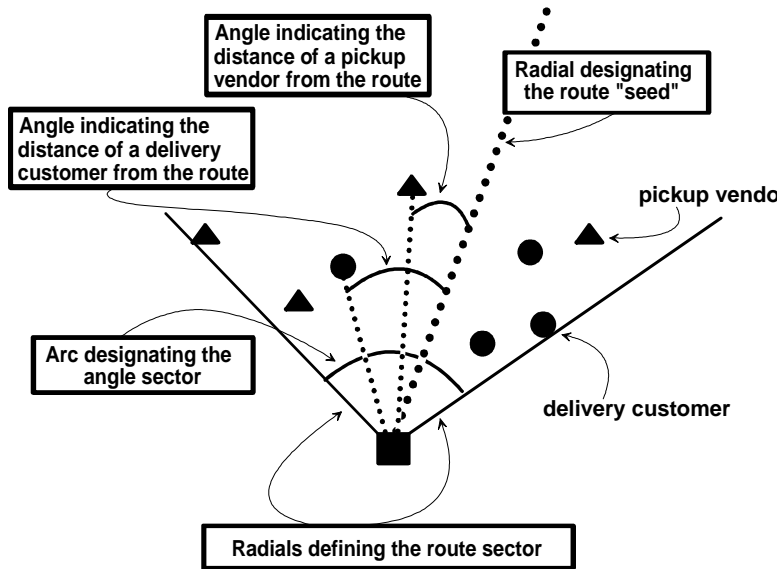 Angle indicating the
distance of a pickup
vendor from the route
Radial designating
the route "seed"
Angle indicating the
distance of a delivery
customer from the route
pickup vendo
Arc designating the
angle sector
delivery customer
Radials defining the route sector